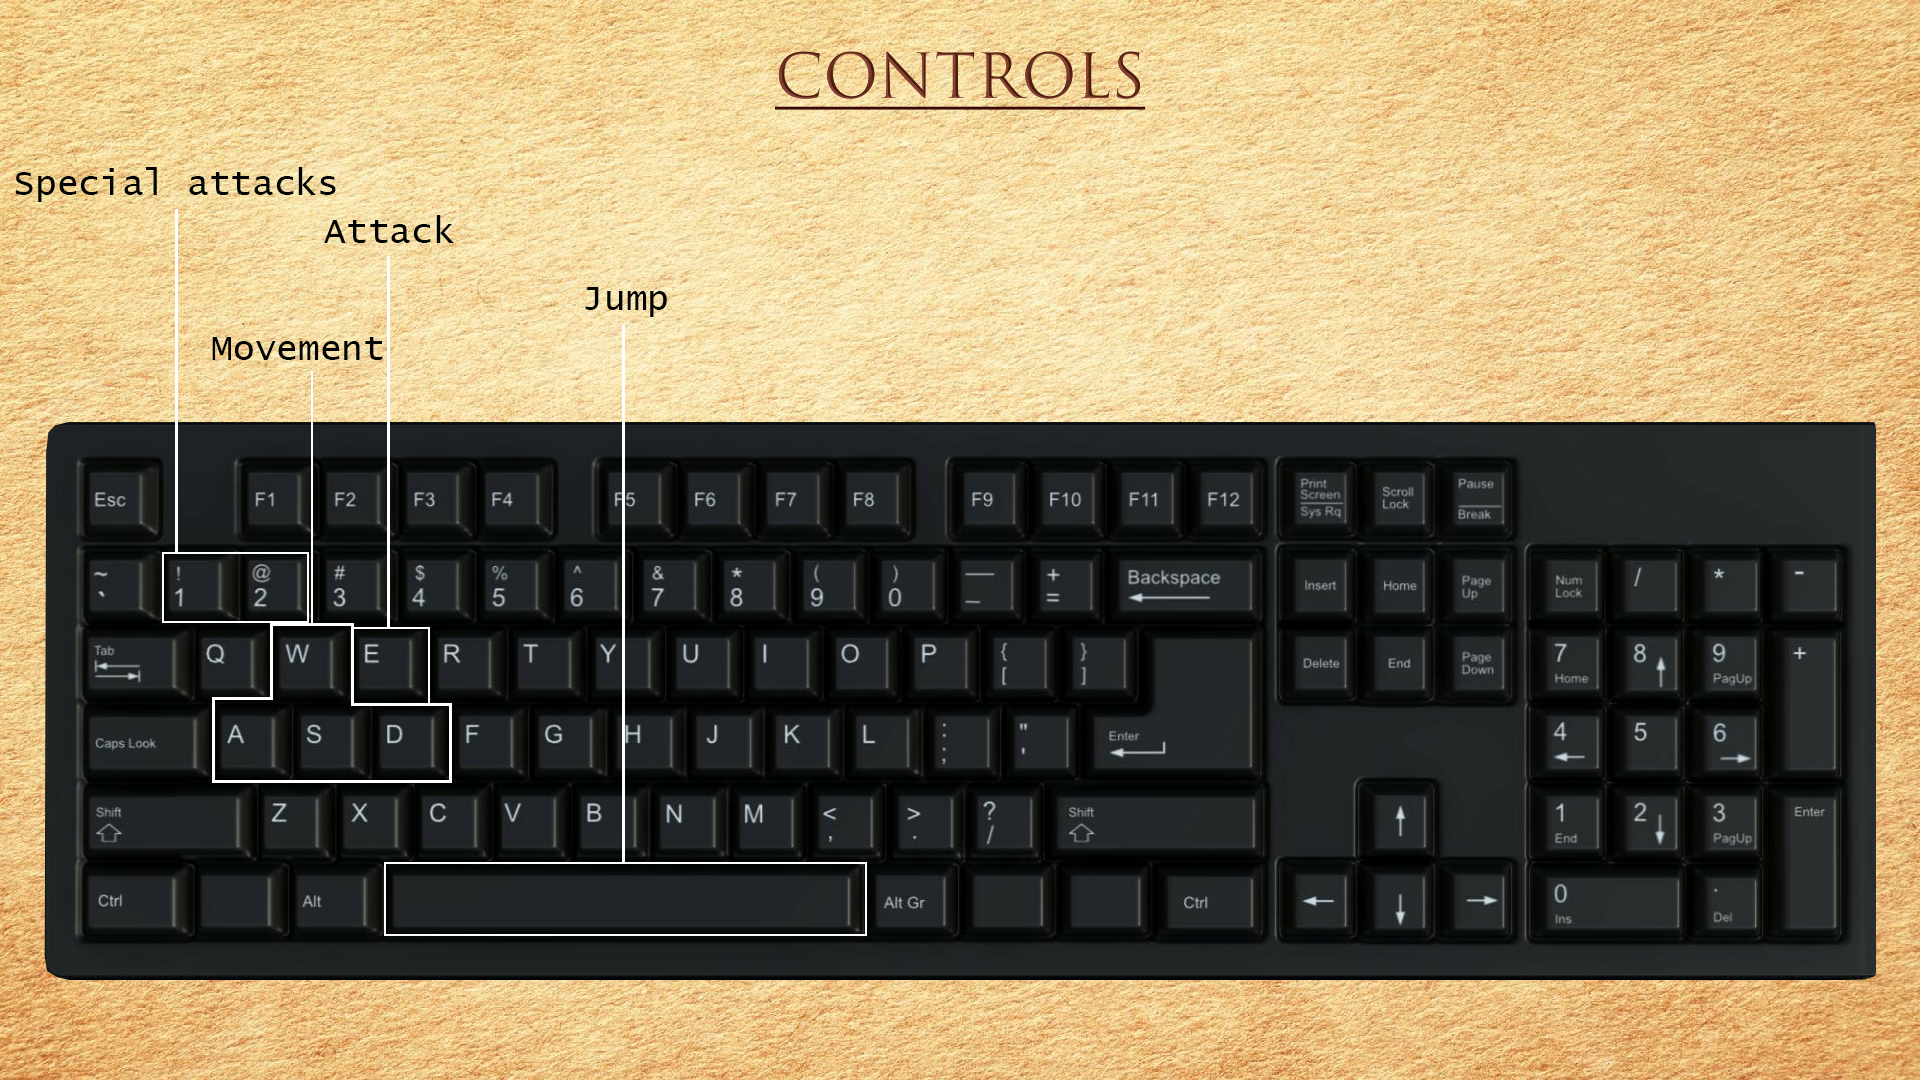 CONTROLS
Special attacks
Attack
Jump
Movement
Esc F1 F2 F3 F4 F5 F6 F7 F8 F9 F10 F11 F12 Print Screen Sys Rq Scroll Lock Pause Break
~ ` ! 1 @ 2 # 3 $ 4 % 5 ^ 6 & 7 * 8 ( 9 ) 0 — _ + = Backspace Insert Home Page Up Num Lock / * -
Tab Q W E R T Y U I O P { [ } ] Delete End Page Down 7 Home 8 9 PagUp +
Caps Look A S D F G H J K L : ; " ' Enter 4 5 6
Shift Z X C V B N M < , > . ? / Shift 1 End 2 3 PagUp Enter
Ctrl Alt Alt Gr Ctrl 0 Ins . Del